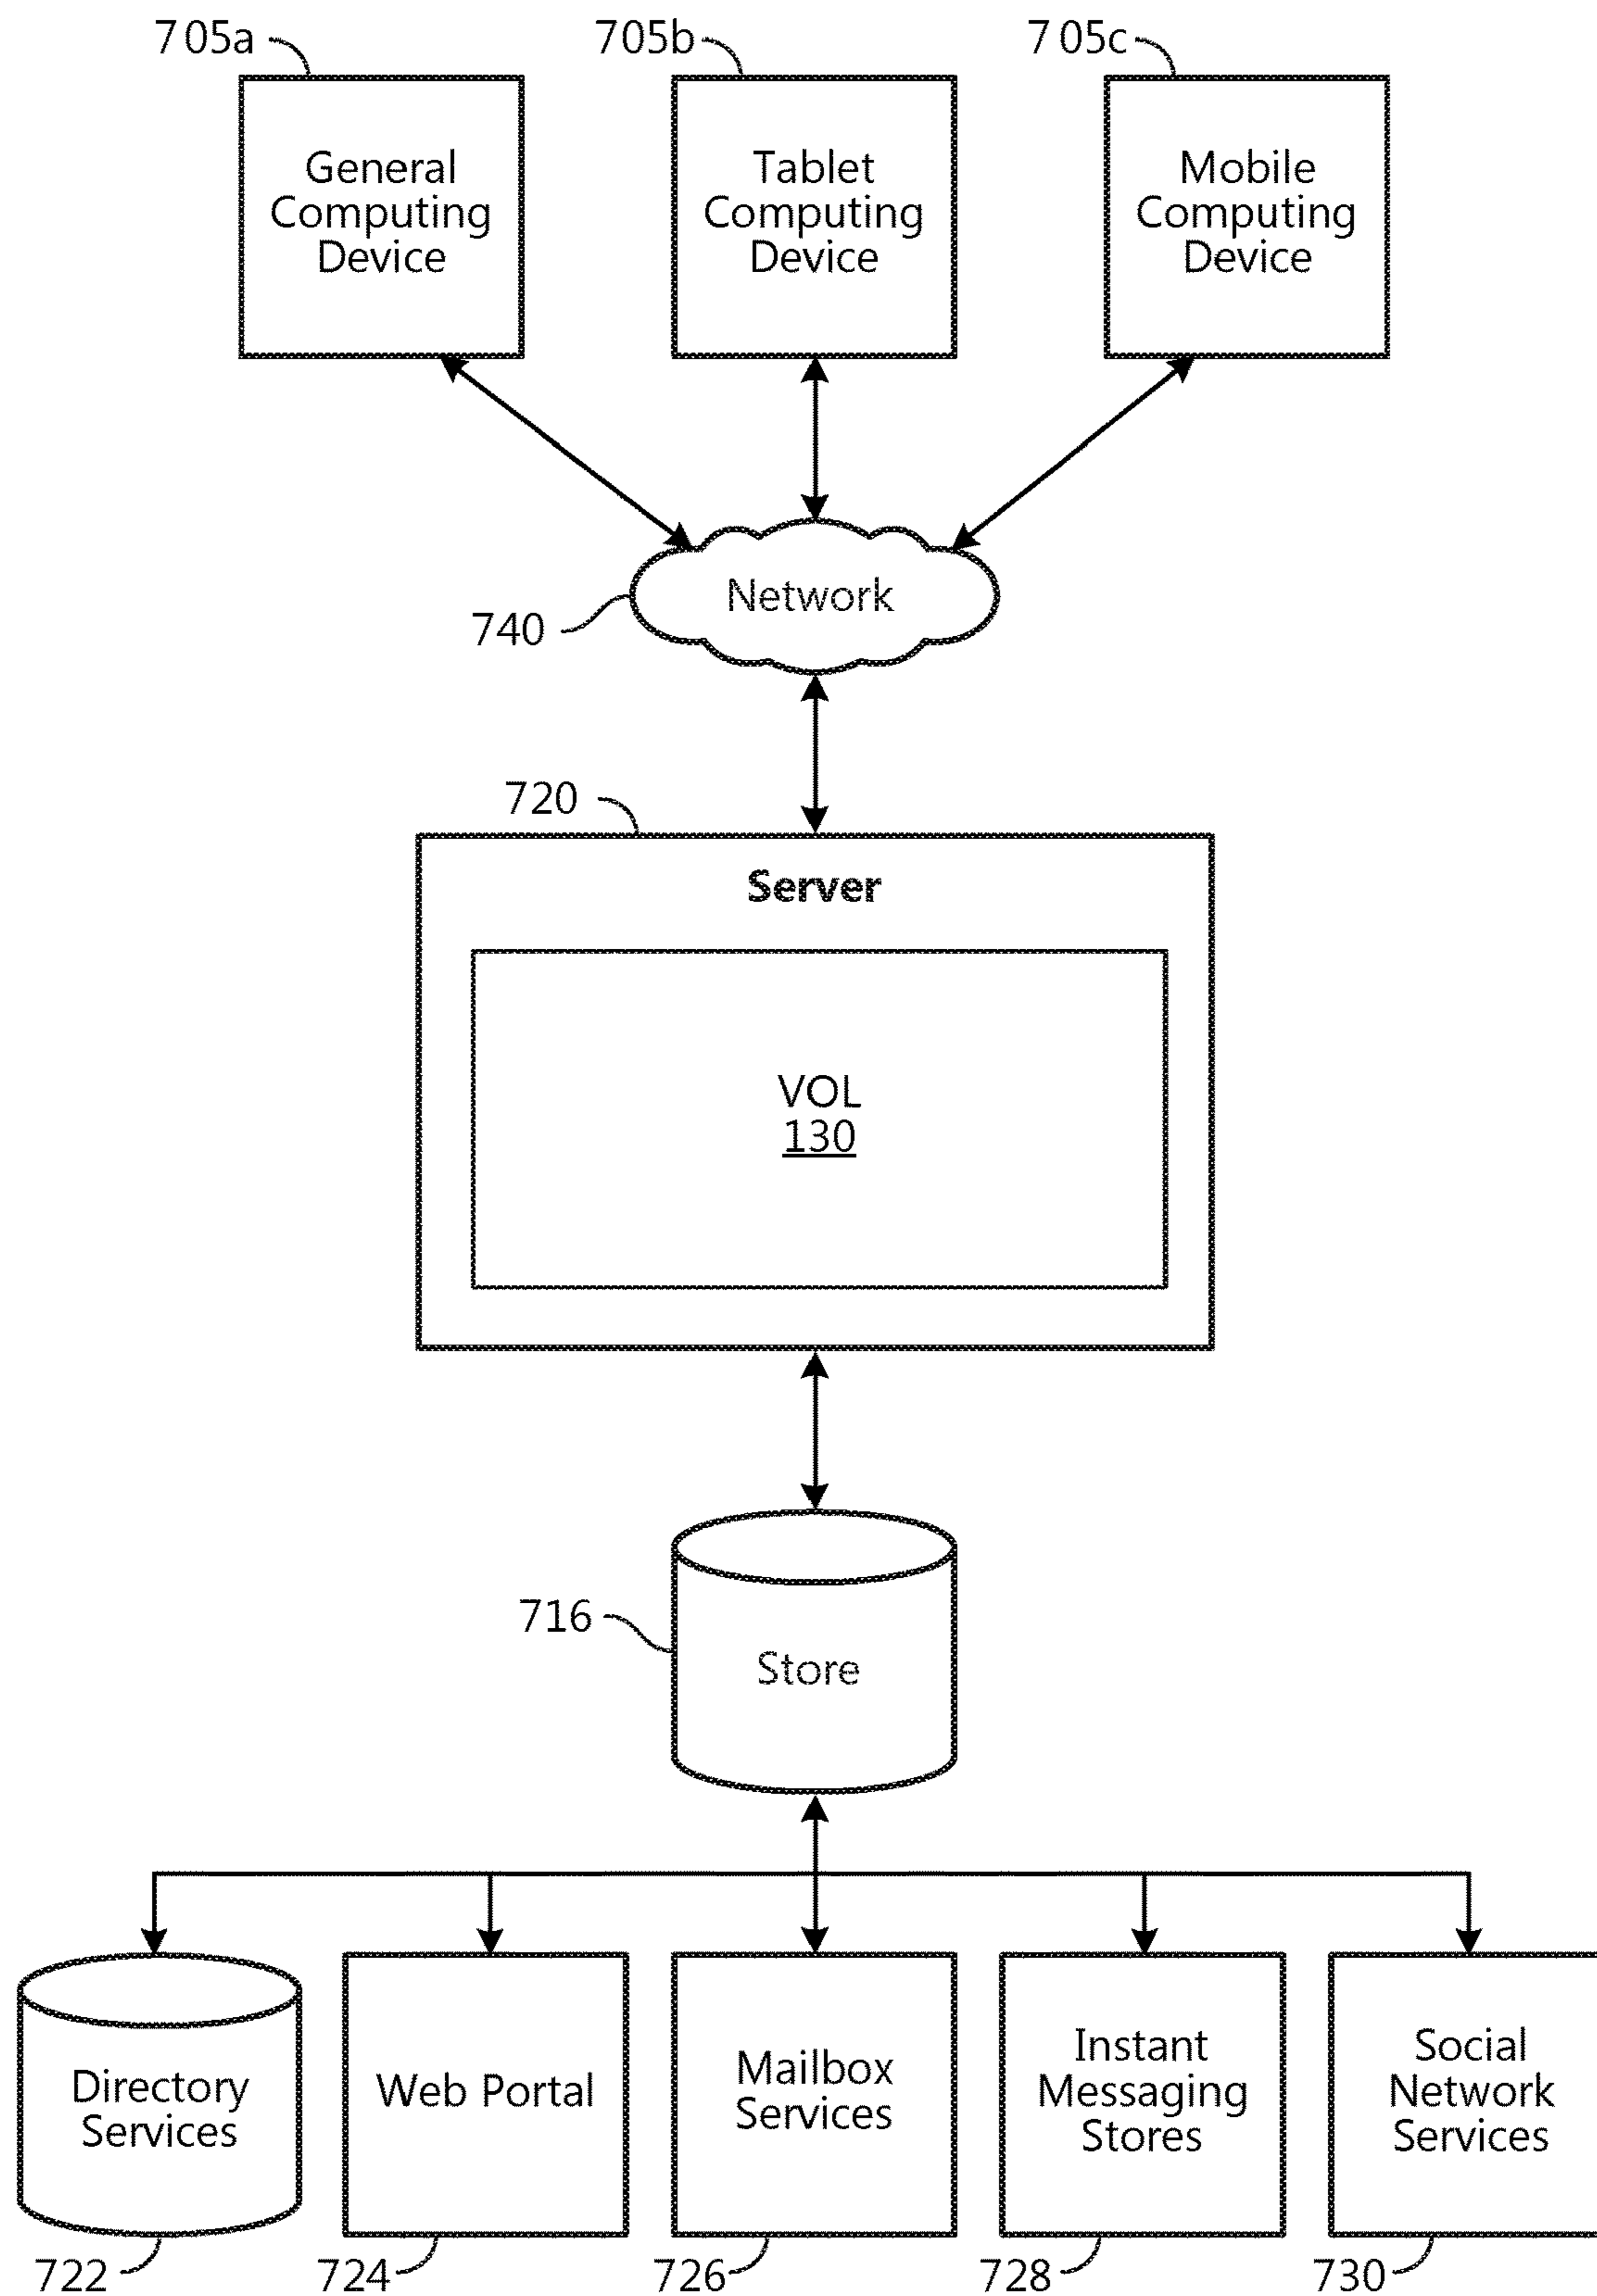 705a
705b
705c
General
Computing
Device
Tablet
Computing
Device
Mobile
Computing
Device
Network
740
720
Server
VOL
130
716
Store
Directory
Services
Web Portal
Mailbox
Services
Instant
Messaging
Stores
Social
Network
Services
722
724
726
728
730